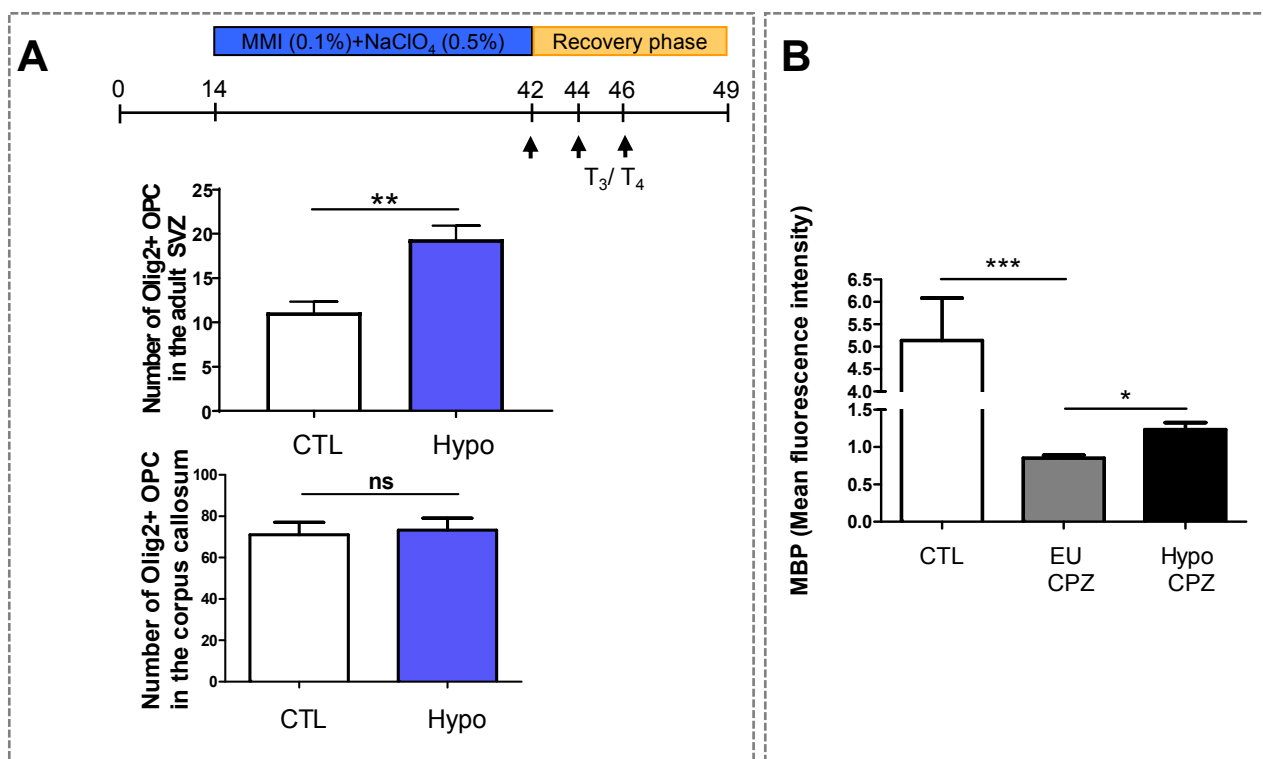 A
MMI (0.1%)+NaClO₄ (0.5%)
Recovery phase
0
14
42
44
46
49
T₃/ T₄
Number of Olig2+ OPC
in the adult SVZ
25
20
15
10
5
0
**
CTL
Hypo
Number of Olig2+ OPC
in the corpus callosum
100
80
60
40
20
0
ns
CTL
Hypo
B
MBP (Mean fluorescence intensity)
6.5
6.0
5.5
5.0
4.5
4.0
1.5
1.0
0.5
0.0
***
*
CTL
EU
CPZ
Hypo
CPZ